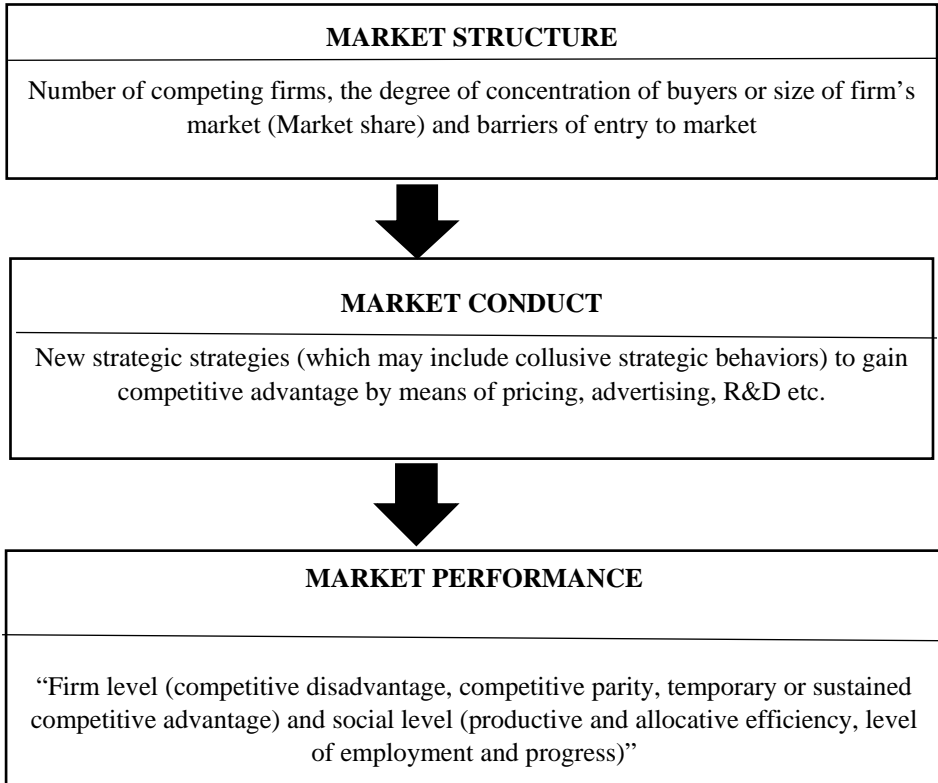 MARKET STRUCTURE
Number of competing firms, the degree of concentration of buyers or size of firm’s
market (Market share) and barriers of entry to market
MARKET CONDUCT
New strategic strategies (which may include collusive strategic behaviors) to gain
competitive advantage by means of pricing, advertising, R&D etc.
MARKET PERFORMANCE
“Firm level (competitive disadvantage, competitive parity, temporary or sustained
competitive advantage) and social level (productive and allocative efficiency, level
of employment and progress)”